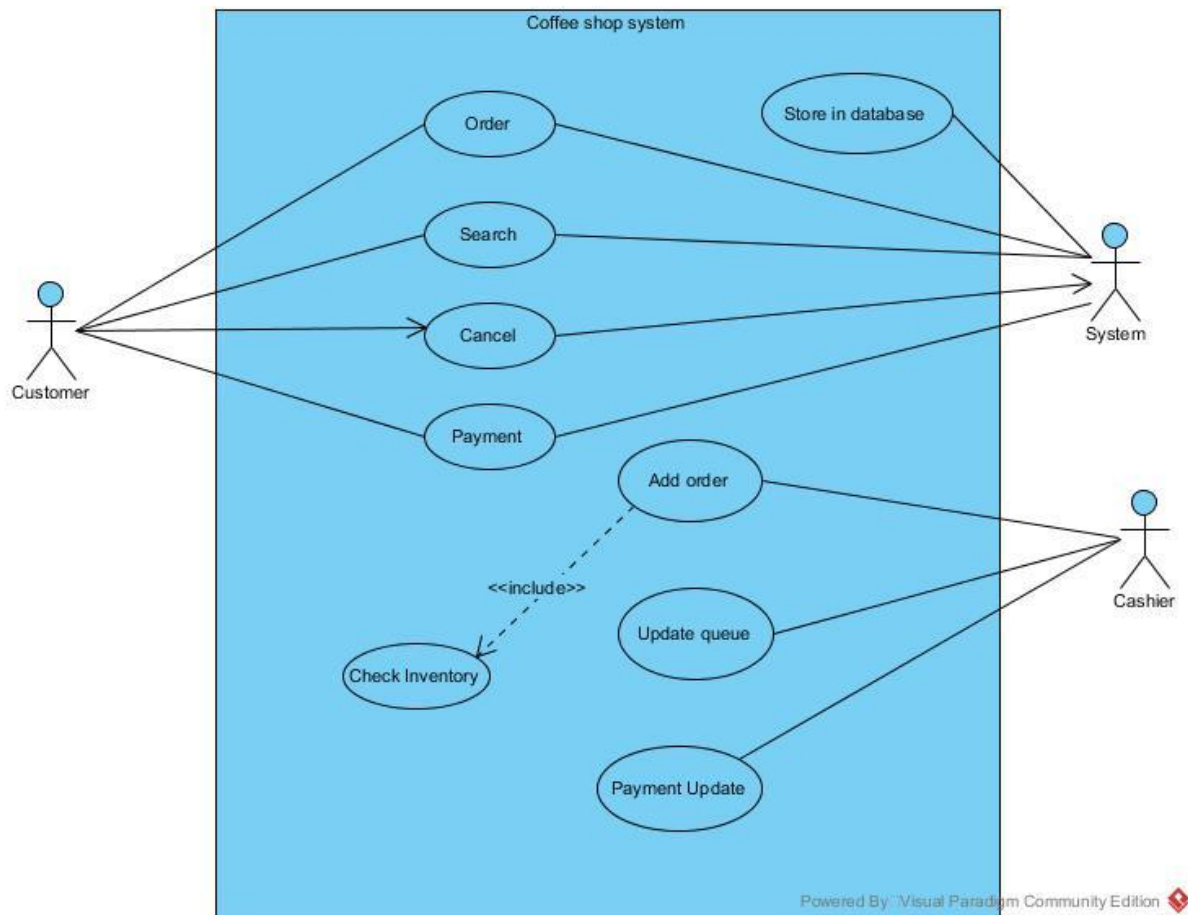 Coffee shop system
Order
Store in database
Search
Customer
Cancel
System
Payment
Add order
<<include>>
Cashier
Update queue
Check Inventory
Payment Update
Powered By Visual Paradigm Community Edition